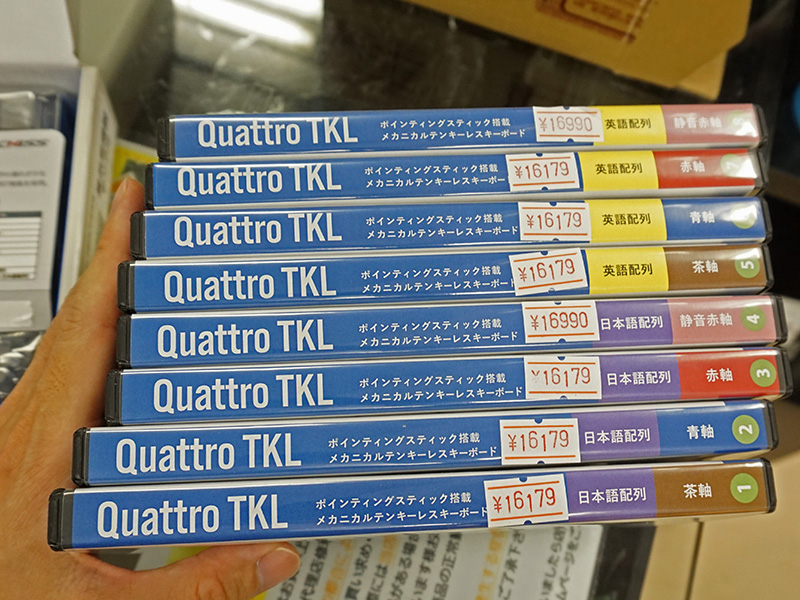 Quattro TKL
ポインティングスティック搭載
メカニカルテンキーレスキーボード
¥16990
英語配列
静音赤軸
Quattro TKL
ポインティングスティック搭載
メカニカルテンキーレスキーボード
¥16179
英語配列
赤軸
Quattro TKL
ポインティングスティック搭載
メカニカルテンキーレスキーボード
¥16179
英語配列
青軸
Quattro TKL
ポインティングスティック搭載
メカニカルテンキーレスキーボード
¥16179
英語配列
茶軸
5
Quattro TKL
ポインティングスティック搭載
メカニカルテンキーレスキーボード
¥16990
日本語配列
静音赤軸
4
Quattro TKL
ポインティングスティック搭載
メカニカルテンキーレスキーボード
¥16179
日本語配列
赤軸
3
Quattro TKL
ポインティングスティック搭載
メカニカルテンキーレスキーボード
¥16179
日本語配列
青軸
2
Quattro TKL
ポインティングスティック搭載
メカニカルテンキーレスキーボード
¥16179
日本語配列
茶軸
1